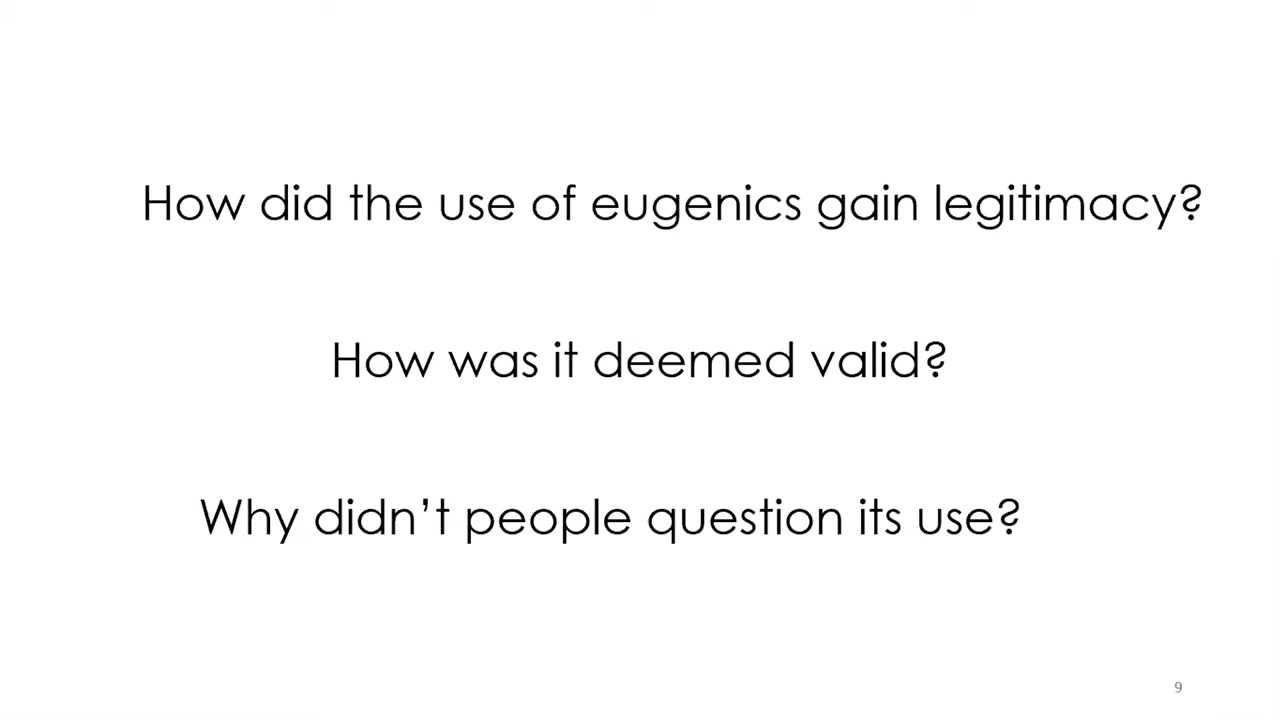 How did the use of eugenics gain legitimacy?
How was it deemed valid?
Why didn’t people question its use?
9